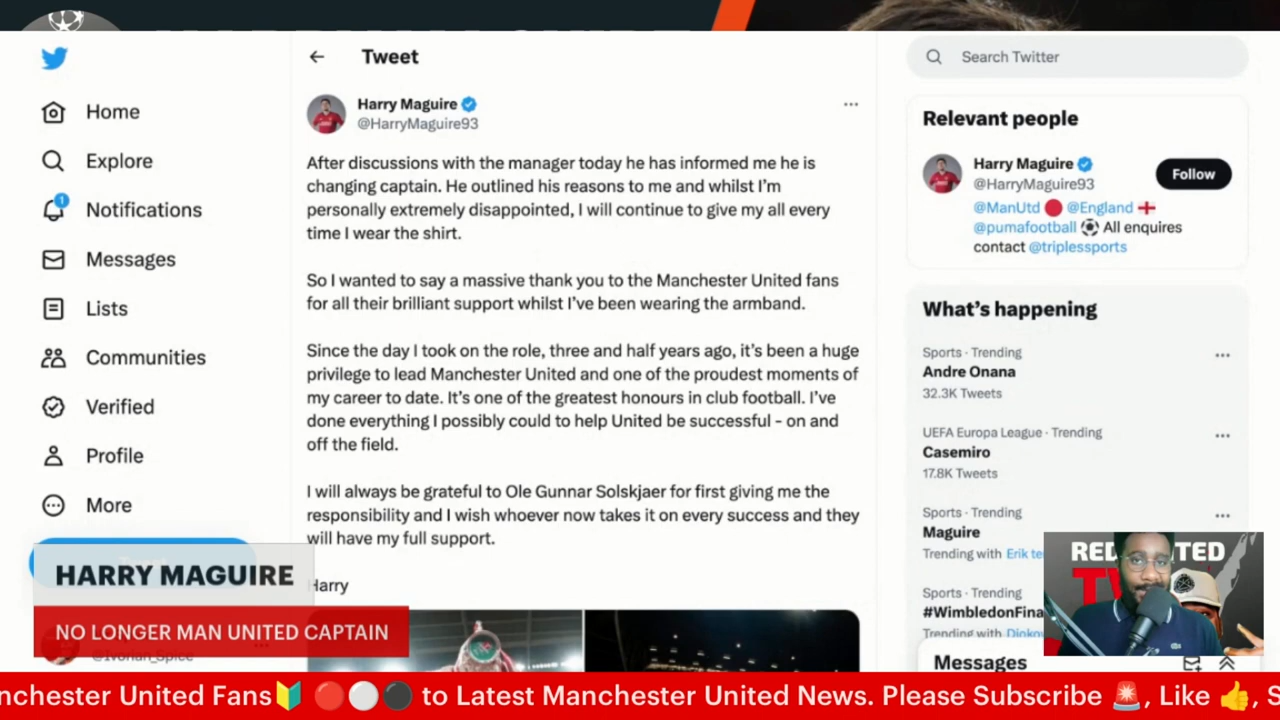 Tweet
Search Twitter
Home
Explore
1
Notifications
Messages
Lists
Communities
Verified
Profile
More
Harry Maguire
@HarryMaguire93
After discussions with the manager today he has informed me he is
changing captain. He outlined his reasons to me and whilst I'm
personally extremely disappointed, I will continue to give my all every
time I wear the shirt.
So I wanted to say a massive thank you to the Manchester United fans
for all their brilliant support whilst I've been wearing the armband.
Since the day I took on the role, three and half years ago, it's been a huge
privilege to lead Manchester United and one of the proudest moments of
my career to date. It's one of the greatest honours in club football. I've
done everything I possibly could to help United be successful - on and
off the field.
I will always be grateful to Ole Gunnar Solskjaer for first giving me the
responsibility and I wish whoever now takes it on every success and they
will have my full support.
Harry
Relevant people
Harry Maguire
@HarryMaguire93
Follow
@ManUtd 🔴 @England
@pumafootball ⚽ All enquires
contact @triplessports
What's happening
Sports · Trending
Andre Onana
32.3K Tweets
UEFA Europa League · Trending
Casemiro
17.8K Tweets
Sports · Trending
Maguire
Trending with Erik te
Sports · Trending
#WimbledonFina
Trending with Djokov
Messages
HARRY MAGUIRE
NO LONGER MAN UNITED CAPTAIN
@Ivorian_Spice
nchester United Fans🔰 🔴⚪⚫ to Latest Manchester United News. Please Subscribe 🚨, Like 👍, S